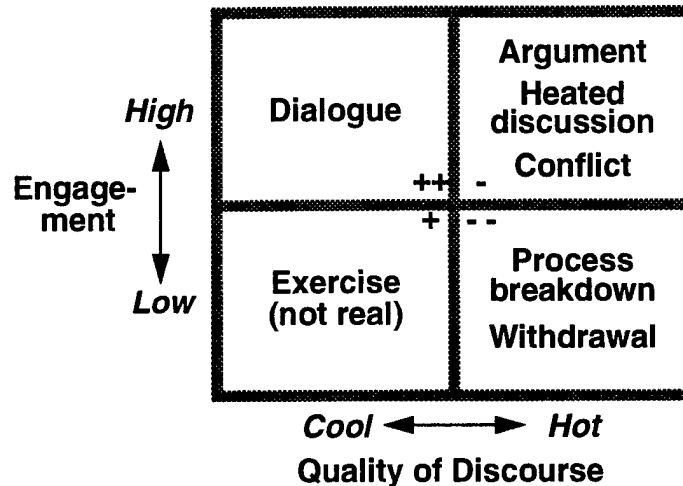 High
Engage-
ment
Low
Dialogue
++
Argument
Heated
discussion
Conflict
-
+
Exercise
(not real)
--
Process
breakdown
Withdrawal
Cool
Hot
Quality of Discourse